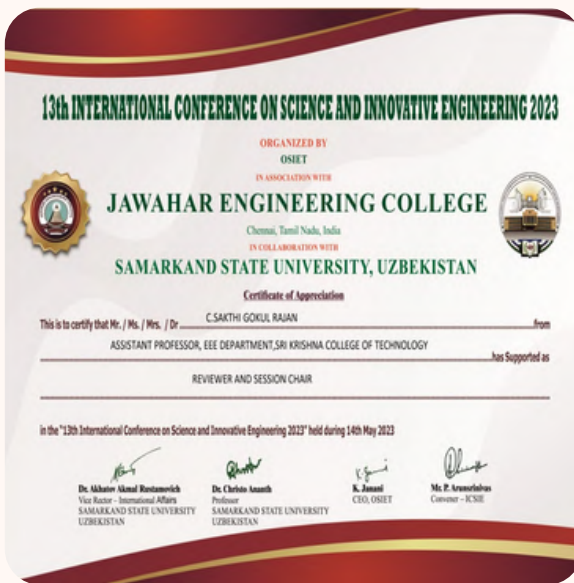 13th INTERNATIONAL CONFERENCE ON SCIENCE AND INNOVATIVE ENGINEERING 2023
ORGANIZED BY
OSIET
IN ASSOCIATION WITH
JAWAHAR ENGINEERING COLLEGE
Chennai, Tamil Nadu, India
IN COLLABORATION WITH
SAMARKAND STATE UNIVERSITY, UZBEKISTAN
Certificate of Appreciation
This is to certify that Mr. / Ms. / Mrs. / Dr C.SAKTHI GOKUL RAJAN from
ASSISTANT PROFESSOR, EEE DEPARTMENT,SRI KRISHNA COLLEGE OF TECHNOLOGY has Supported as
REVIEWER AND SESSION CHAIR
in the "13th International Conference on Science and Innovative Engineering 2023" held during 14th May 2023
Dr. Akhatov Akmal Rustamovich
Vice Rector – International Affairs
SAMARKAND STATE UNIVERSITY
UZBEKISTAN
Dr. Christo Ananth
Professor
SAMARKAND STATE UNIVERSITY
UZBEKISTAN
K. Janani
CEO, OSIET
Mr. P. Arunsrinivas
Convener – ICSIE